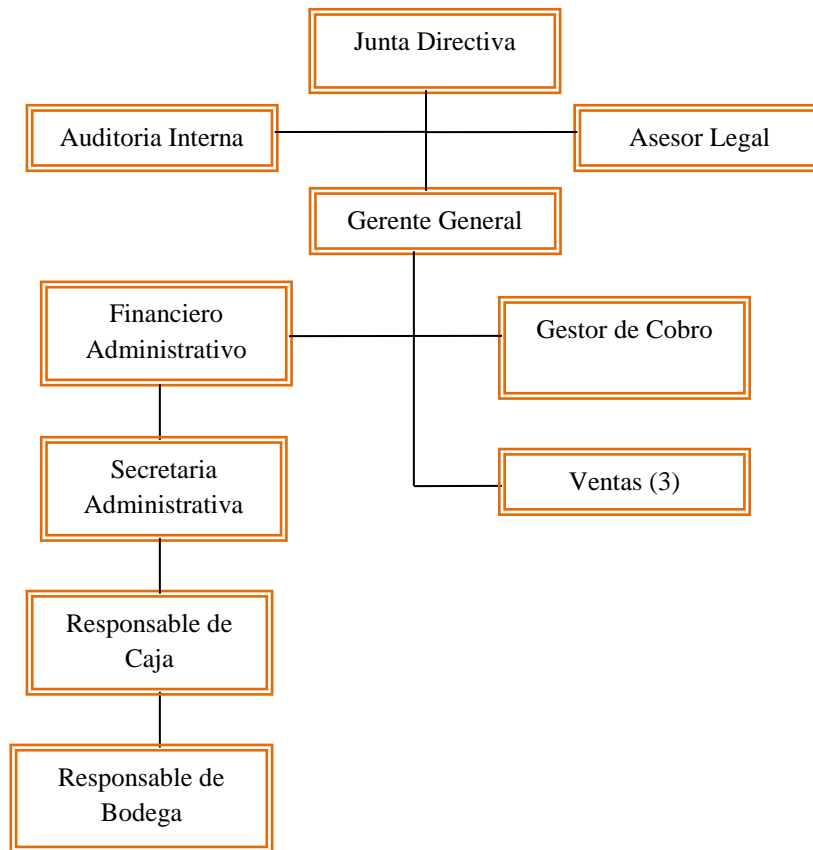 Junta Directiva
Auditoria Interna
Asesor Legal
Gerente General
Financiero
Administrativo
Gestor de Cobro
Secretaria
Administrativa
Ventas (3)
Responsable de
Caja
Responsable de
Bodega